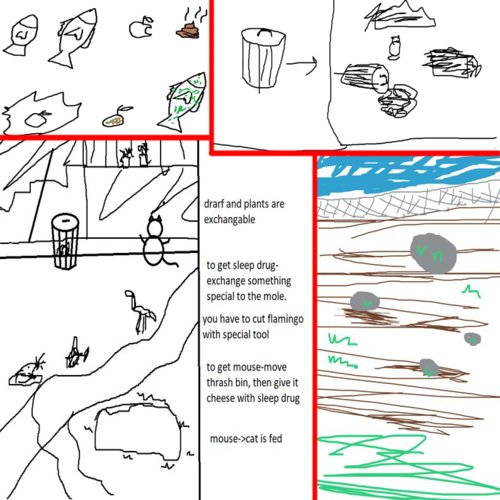 drarf and plants are
exchangable
to get sleep drug-
exchange something
special to the mole.
you have to cut flamingo
with special tool
to get mouse-move
thrash bin, then give it
cheese with sleep drug
mouse->cat is fed